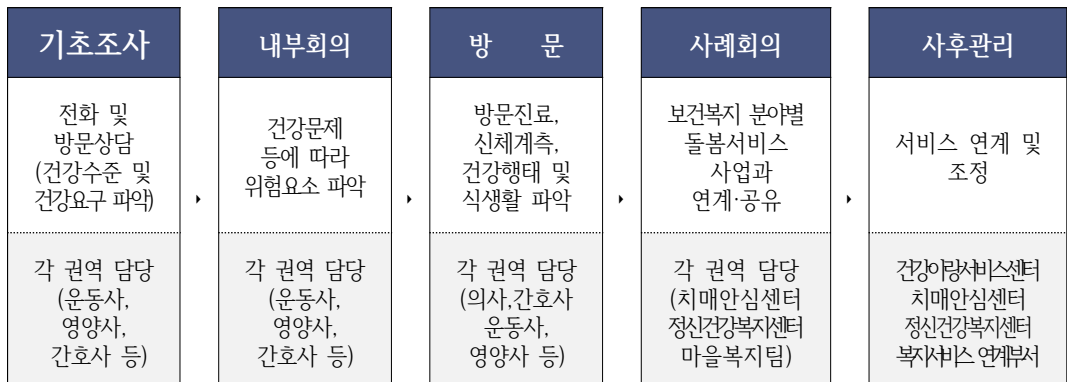 기초조사
전화 및
방문상담
(건강수준 및
건강요구 파악)
각 권역 담당
(운동사,
영양사,
간호사 등)
내부회의
건강문제
등에 따라
위험요소 파악
각 권역 담당
(운동사,
영양사,
간호사 등)
방 문
방문진료,
신체계측,
건강행태 및
식생활 파악
각 권역 담당
(의사,간호사
운동사,
영양사 등)
사례회의
보건복지 분야별
돌봄서비스
사업과
연계·공유
각 권역 담당
(치매안심센터
정신건강복지센터
마을복지팀)
사후관리
서비스 연계 및
조정
건강이랑서비스센터
치매안심센터
정신건강복지센터
복지서비스 연계부서